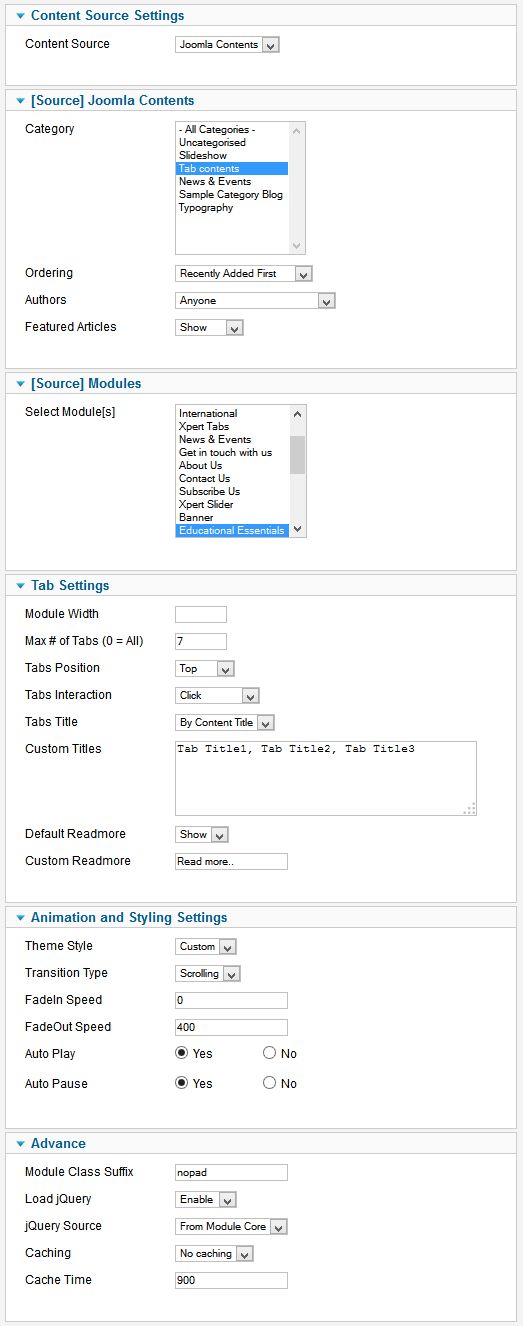 Content Source Settings
Content Source Joomla Contents
[Source] Joomla Contents
Category
- All Categories -
Uncategorised
Slideshow
Tab contents
News & Events
Sample Category Blog
Typography
Ordering Recently Added First
Authors Anyone
Featured Articles Show
[Source] Modules
Select Module[s]
International
Xpert Tabs
News & Events
Get in touch with us
About Us
Contact Us
Subscribe Us
Xpert Slider
Banner
Educational Essentials
Tab Settings
Module Width
Max # of Tabs (0 = All) 7
Tabs Position Top
Tabs Interaction Click
Tabs Title By Content Title
Custom Titles Tab Title1, Tab Title2, Tab Title3
Default Readmore Show
Custom Readmore Read more..
Animation and Styling Settings
Theme Style Custom
Transition Type Scrolling
FadeIn Speed 0
FadeOut Speed 400
Auto Play Yes No
Auto Pause Yes No
Advance
Module Class Suffix nopad
Load jQuery Enable
jQuery Source From Module Core
Caching No caching
Cache Time 900